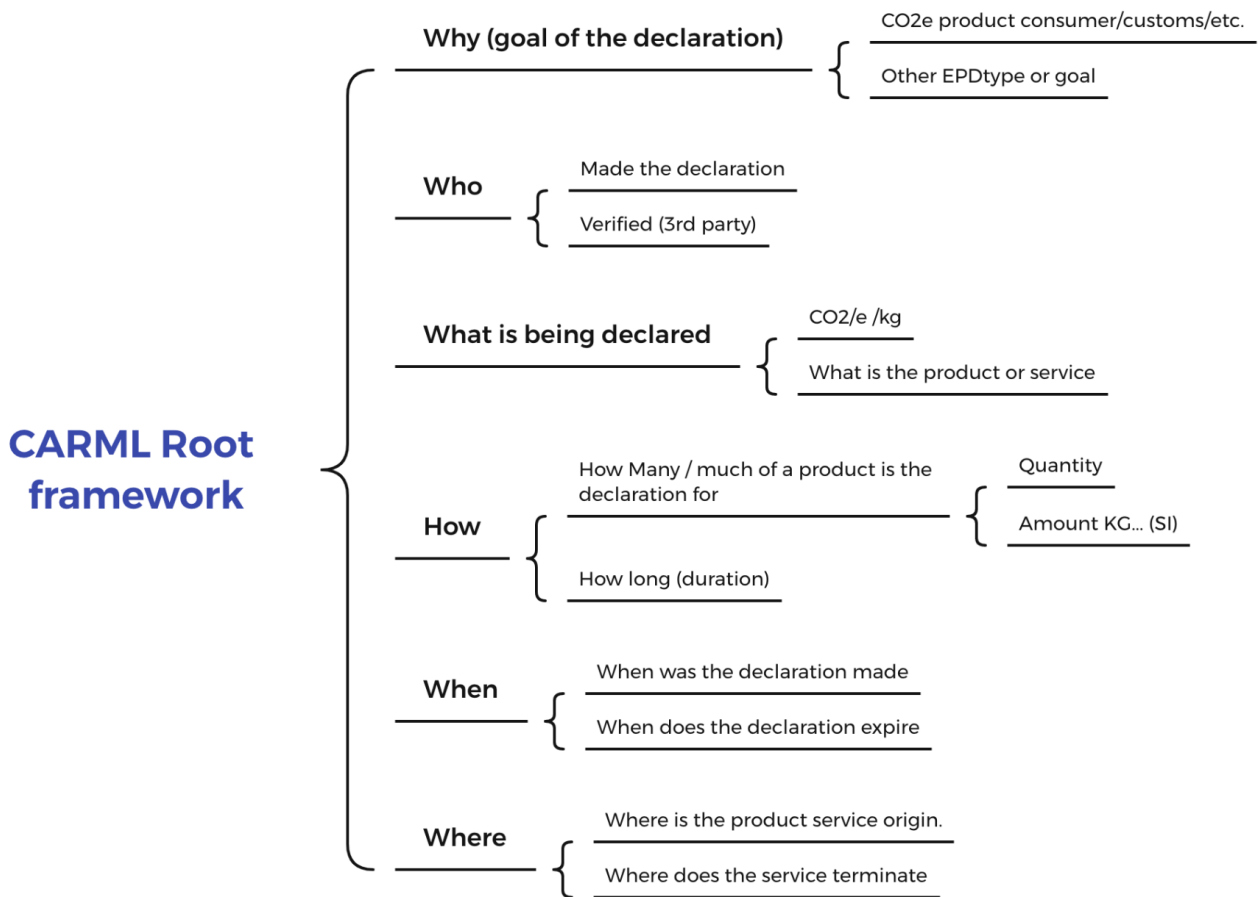 CARML Root
framework
Why (goal of the declaration)
CO2e product consumer/customs/etc.
Other EPDtype or goal
Who
Made the declaration
Verified (3rd party)
What is being declared
CO2/e /kg
What is the product or service
How
How Many / much of a product is the
declaration for
Quantity
Amount KG... (SI)
How long (duration)
When
When was the declaration made
When does the declaration expire
Where
Where is the product service origin.
Where does the service terminate